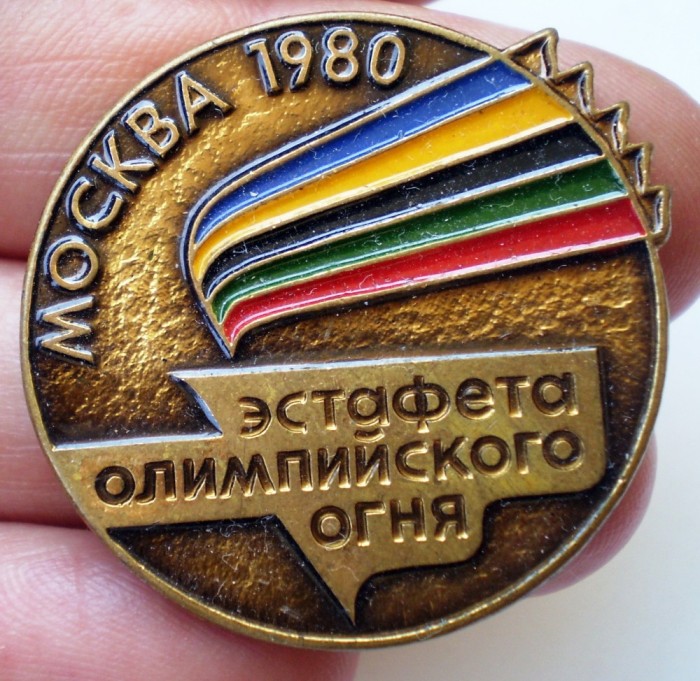 МОСКВА 1980
эстафета
олимпийского
огня